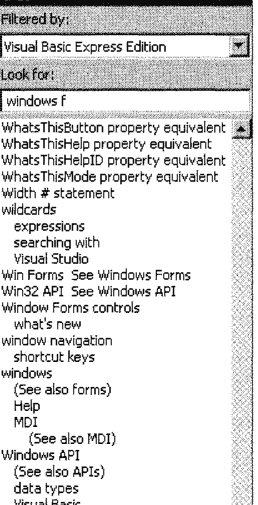 Filtered by:
Visual Basic Express Edition
Look for:
windows f
WhatsThisButton property equivalent
WhatsThisHelp property equivalent
WhatsThisHelpID property equivalent
WhatsThisMode property equivalent
Width # statement
wildcards
expressions
searching with
Visual Studio
Win Forms See Windows Forms
Win32 API See Windows API
Window Forms controls
what's new
window navigation
shortcut keys
windows
(See also forms)
Help
MDI
(See also MDI)
Windows API
(See also APIs)
data types
Visual Basic